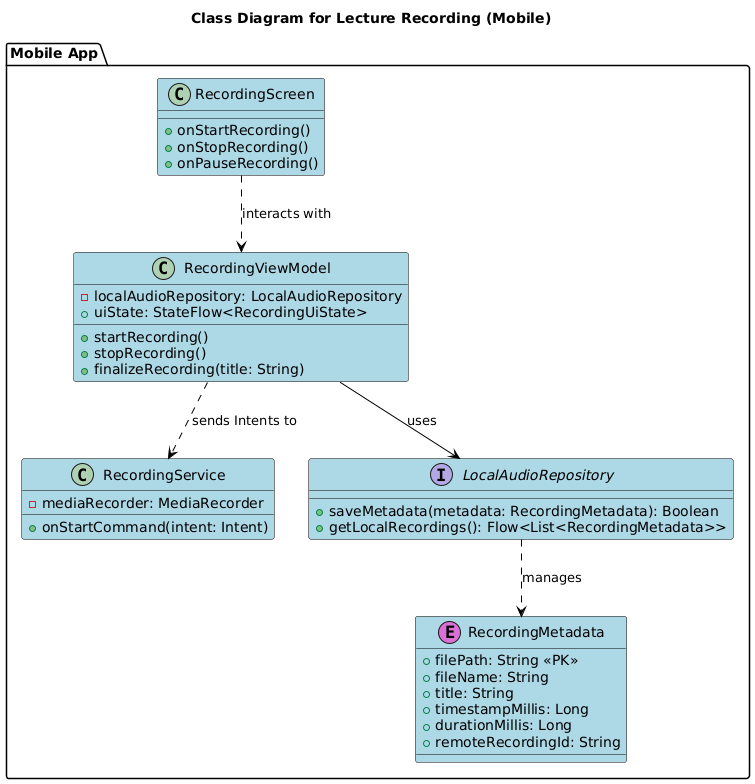 Class Diagram for Lecture Recording (Mobile)
Mobile App
C RecordingScreen
onStartRecording()
onStopRecording()
onPauseRecording()
interacts with
C RecordingViewModel
localAudioRepository: LocalAudioRepository
uiState: StateFlow<RecordingUiState>
startRecording()
stopRecording()
finalizeRecording(title: String)
sends Intents to
uses
C RecordingService
mediaRecorder: MediaRecorder
onStartCommand(intent: Intent)
I LocalAudioRepository
saveMetadata(metadata: RecordingMetadata): Boolean
getLocalRecordings(): Flow<List<RecordingMetadata>>
manages
E RecordingMetadata
filePath: String «PK»
fileName: String
title: String
timestampMillis: Long
durationMillis: Long
remoteRecordingId: String